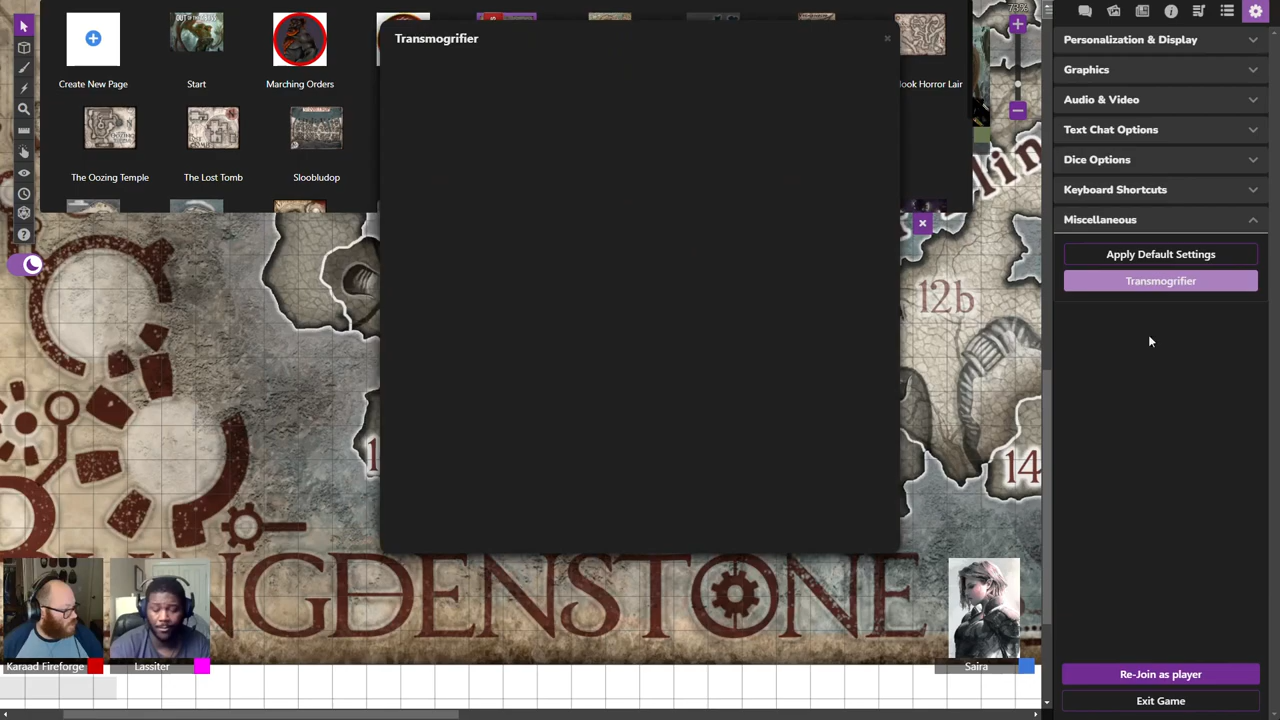 Transmogrifier
×
73%
Create New Page
Start
Marching Orders
Hook Horror Lair
The Oozing Temple
The Lost Tomb
Sloobludop
Personalization & Display
Graphics
Audio & Video
Text Chat Options
Dice Options
Keyboard Shortcuts
Miscellaneous
Apply Default Settings
Transmogrifier
12b
14
NGDENSTONE
Karaad Fireforge
Lassiter
Saira
Re-Join as player
Exit Game